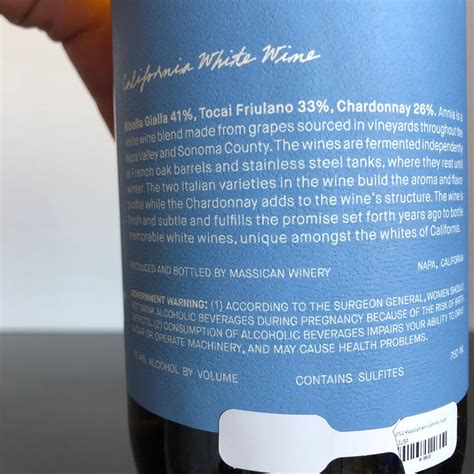 California White Wine
Ribolla Gialla 41%, Tocai Friulano 33%, Chardonnay 26%. Annia is a
white wine blend made from grapes sourced in vineyards throughout the
Napa Valley and Sonoma County. The wines are fermented independently
in French oak barrels and stainless steel tanks, where they rest until
winter. The two Italian varieties in the wine build the aroma and flavor
profile while the Chardonnay adds to the wine's structure. The wine is
fresh and subtle and fulfills the promise set forth years ago to bottle
memorable white wines, unique amongst the whites of California.
PRODUCED AND BOTTLED BY MASSICAN WINERY NAPA, CALIFORNIA
GOVERNMENT WARNING: (1) ACCORDING TO THE SURGEON GENERAL, WOMEN SHOULD
NOT DRINK ALCOHOLIC BEVERAGES DURING PREGNANCY BECAUSE OF THE RISK OF BIRTH
DEFECTS. (2) CONSUMPTION OF ALCOHOLIC BEVERAGES IMPAIRS YOUR ABILITY TO DRIVE
A CAR OR OPERATE MACHINERY, AND MAY CAUSE HEALTH PROBLEMS.
ALCOHOL BY VOLUME CONTAINS SULFITES 750 ML